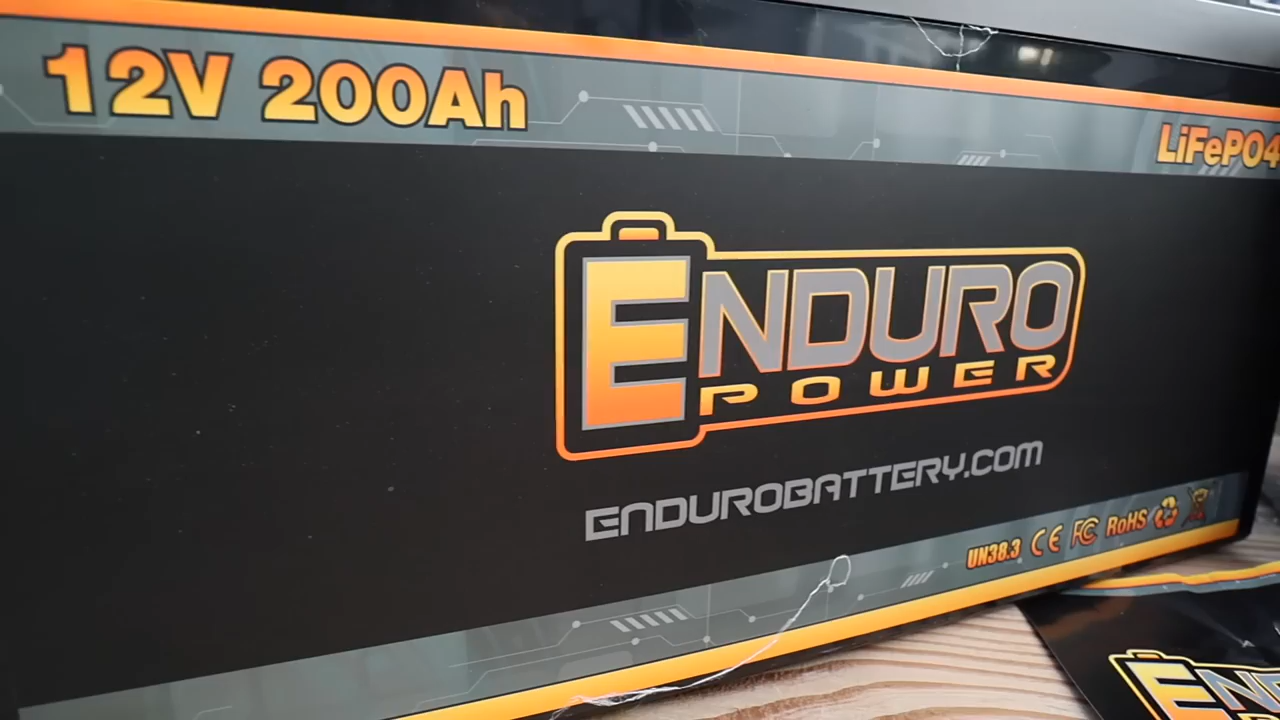 12V 200Ah
LiFePO4
ENDURO
POWER
ENDUROBATTERY.COM
UN38.3 CE FC RoHS